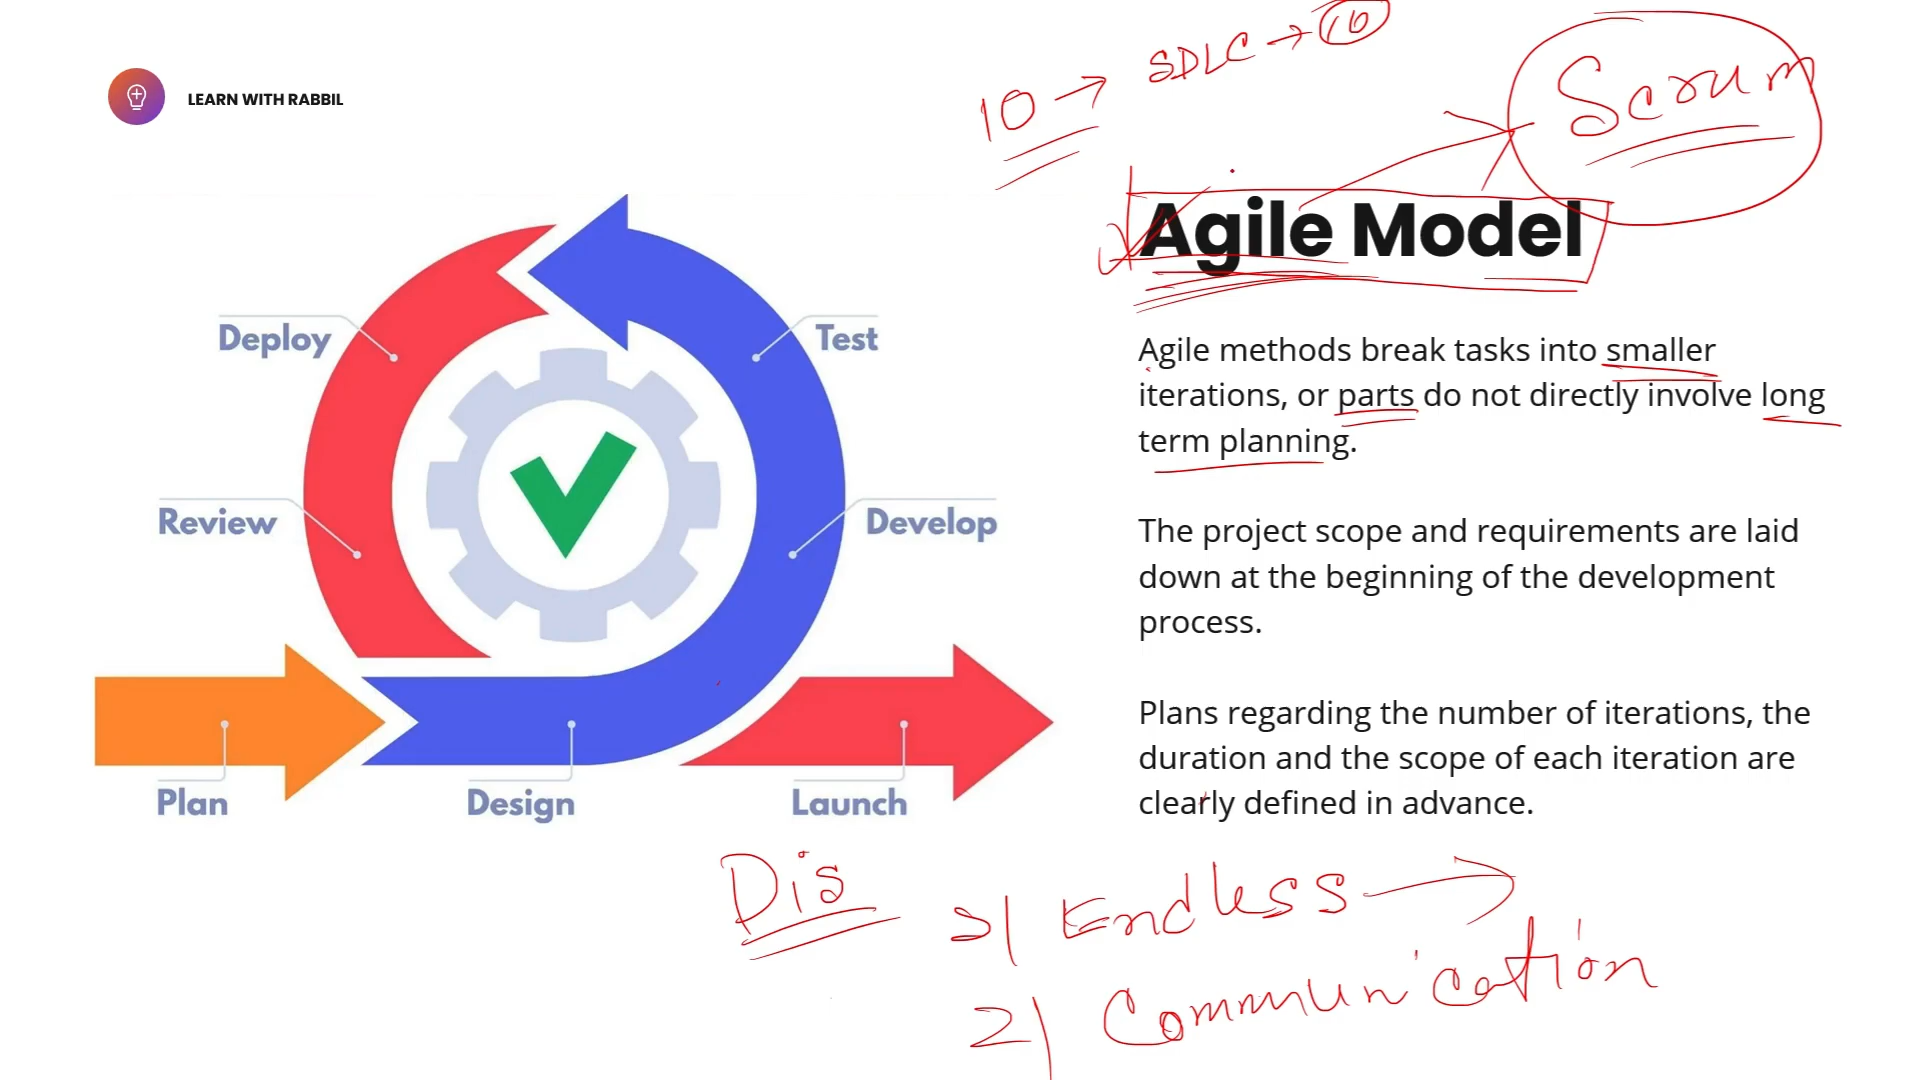 10 → SDLC → 10
Scrum
LEARN WITH RABBIL
Agile Model
Agile methods break tasks into smaller
iterations, or parts do not directly involve long
term planning.
The project scope and requirements are laid
down at the beginning of the development
process.
Plans regarding the number of iterations, the
duration and the scope of each iteration are
clearly defined in advance.
Deploy
Test
Review
Develop
Plan
Design
Launch
Dis
Endless →
2) Communication